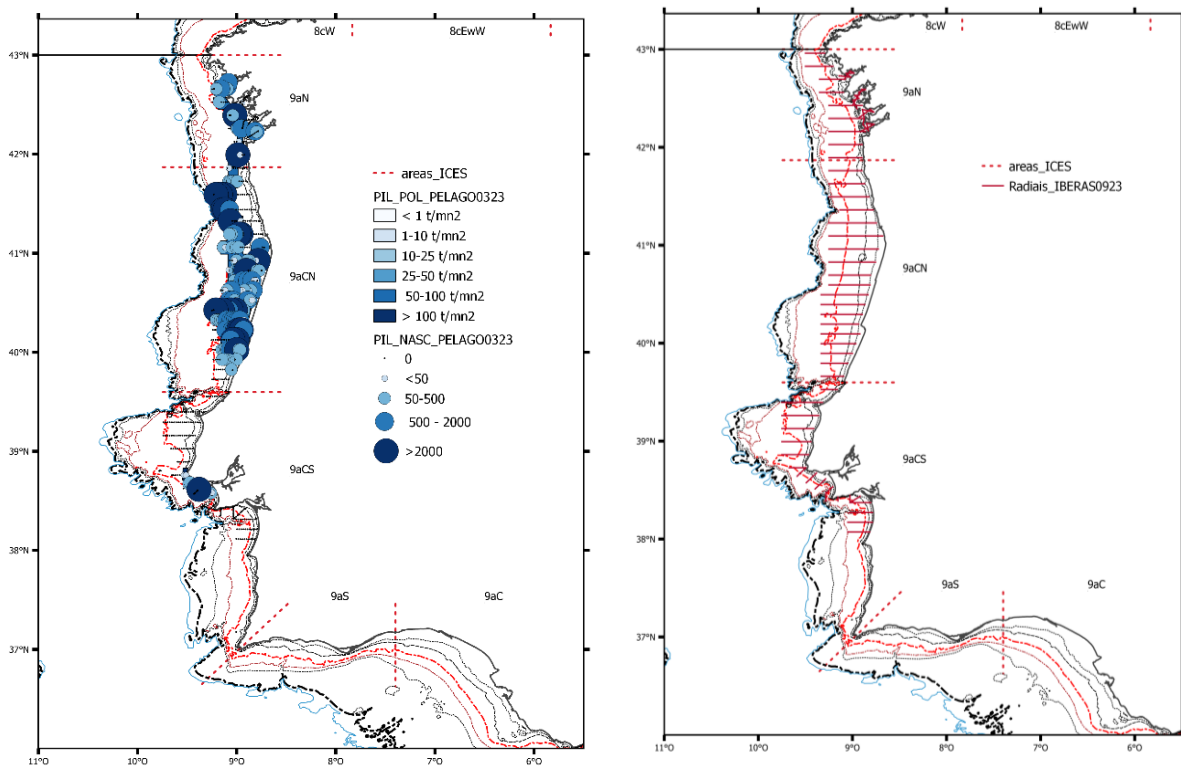 8cW
8cEwW
43°N
9aN
42°N
areas_ICES
PIL_POL_PELAGO0323
< 1 t/mn2
1-10 t/mn2
10-25 t/mn2
41°N
25-50 t/mn2
9aCN
50-100 t/mn2
> 100 t/mn2
PIL_NASC_PELAGO0323
40°N
0
<50
50-500
500 - 2000
>2000
39°N
9aCS
38°N
9aS
9aC
37°N
11°O
10°O
9°O
8°O
7°O
6°O
8cW
8cEwW
43°N
9aN
42°N
areas_ICES
Radiais_IBERAS0923
41°N
9aCN
40°N
39°N
9aCS
38°N
9aS
9aC
37°N
11°O
10°O
9°O
8°O
7°O
6°O